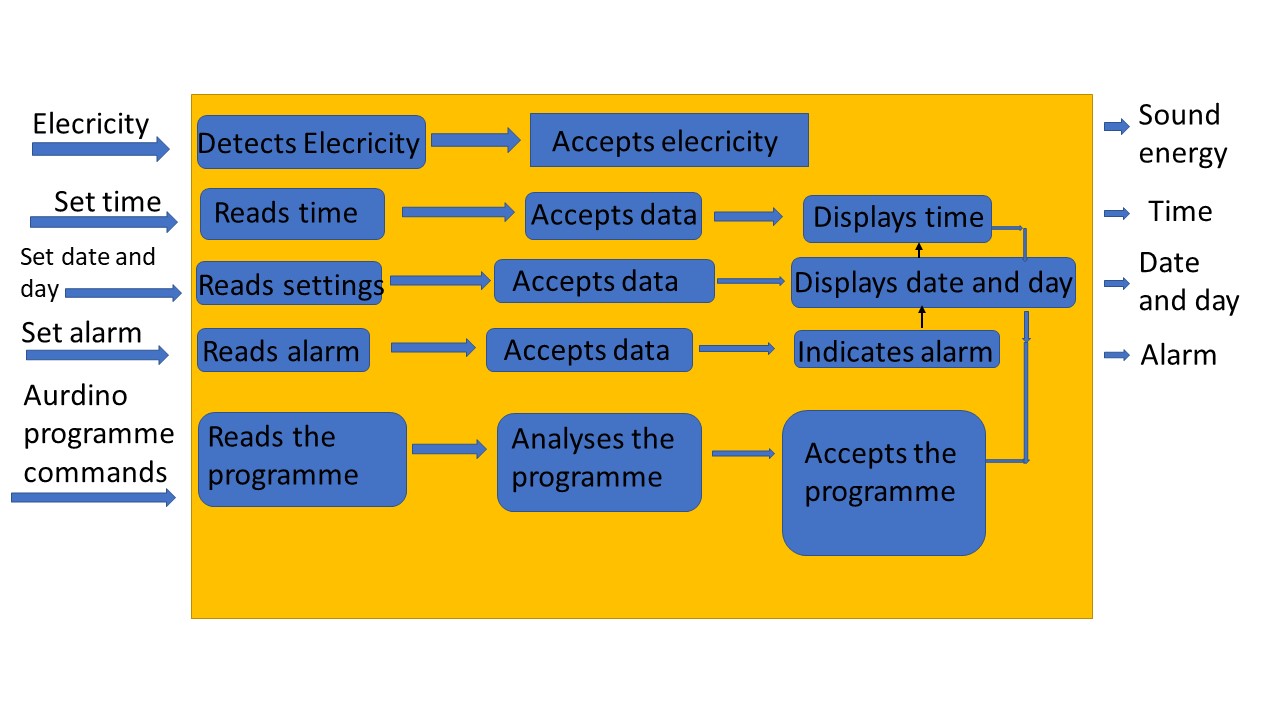 Elecricity
Detects Elecricity
Accepts elecricity
Sound
energy
Set time
Reads time
Accepts data
Displays time
Time
Set date and
day
Reads settings
Accepts data
Displays date and day
Date
and day
Set alarm
Reads alarm
Accepts data
Indicates alarm
Alarm
Aurdino
programme
commands
Reads the
programme
Analyses the
programme
Accepts the
programme